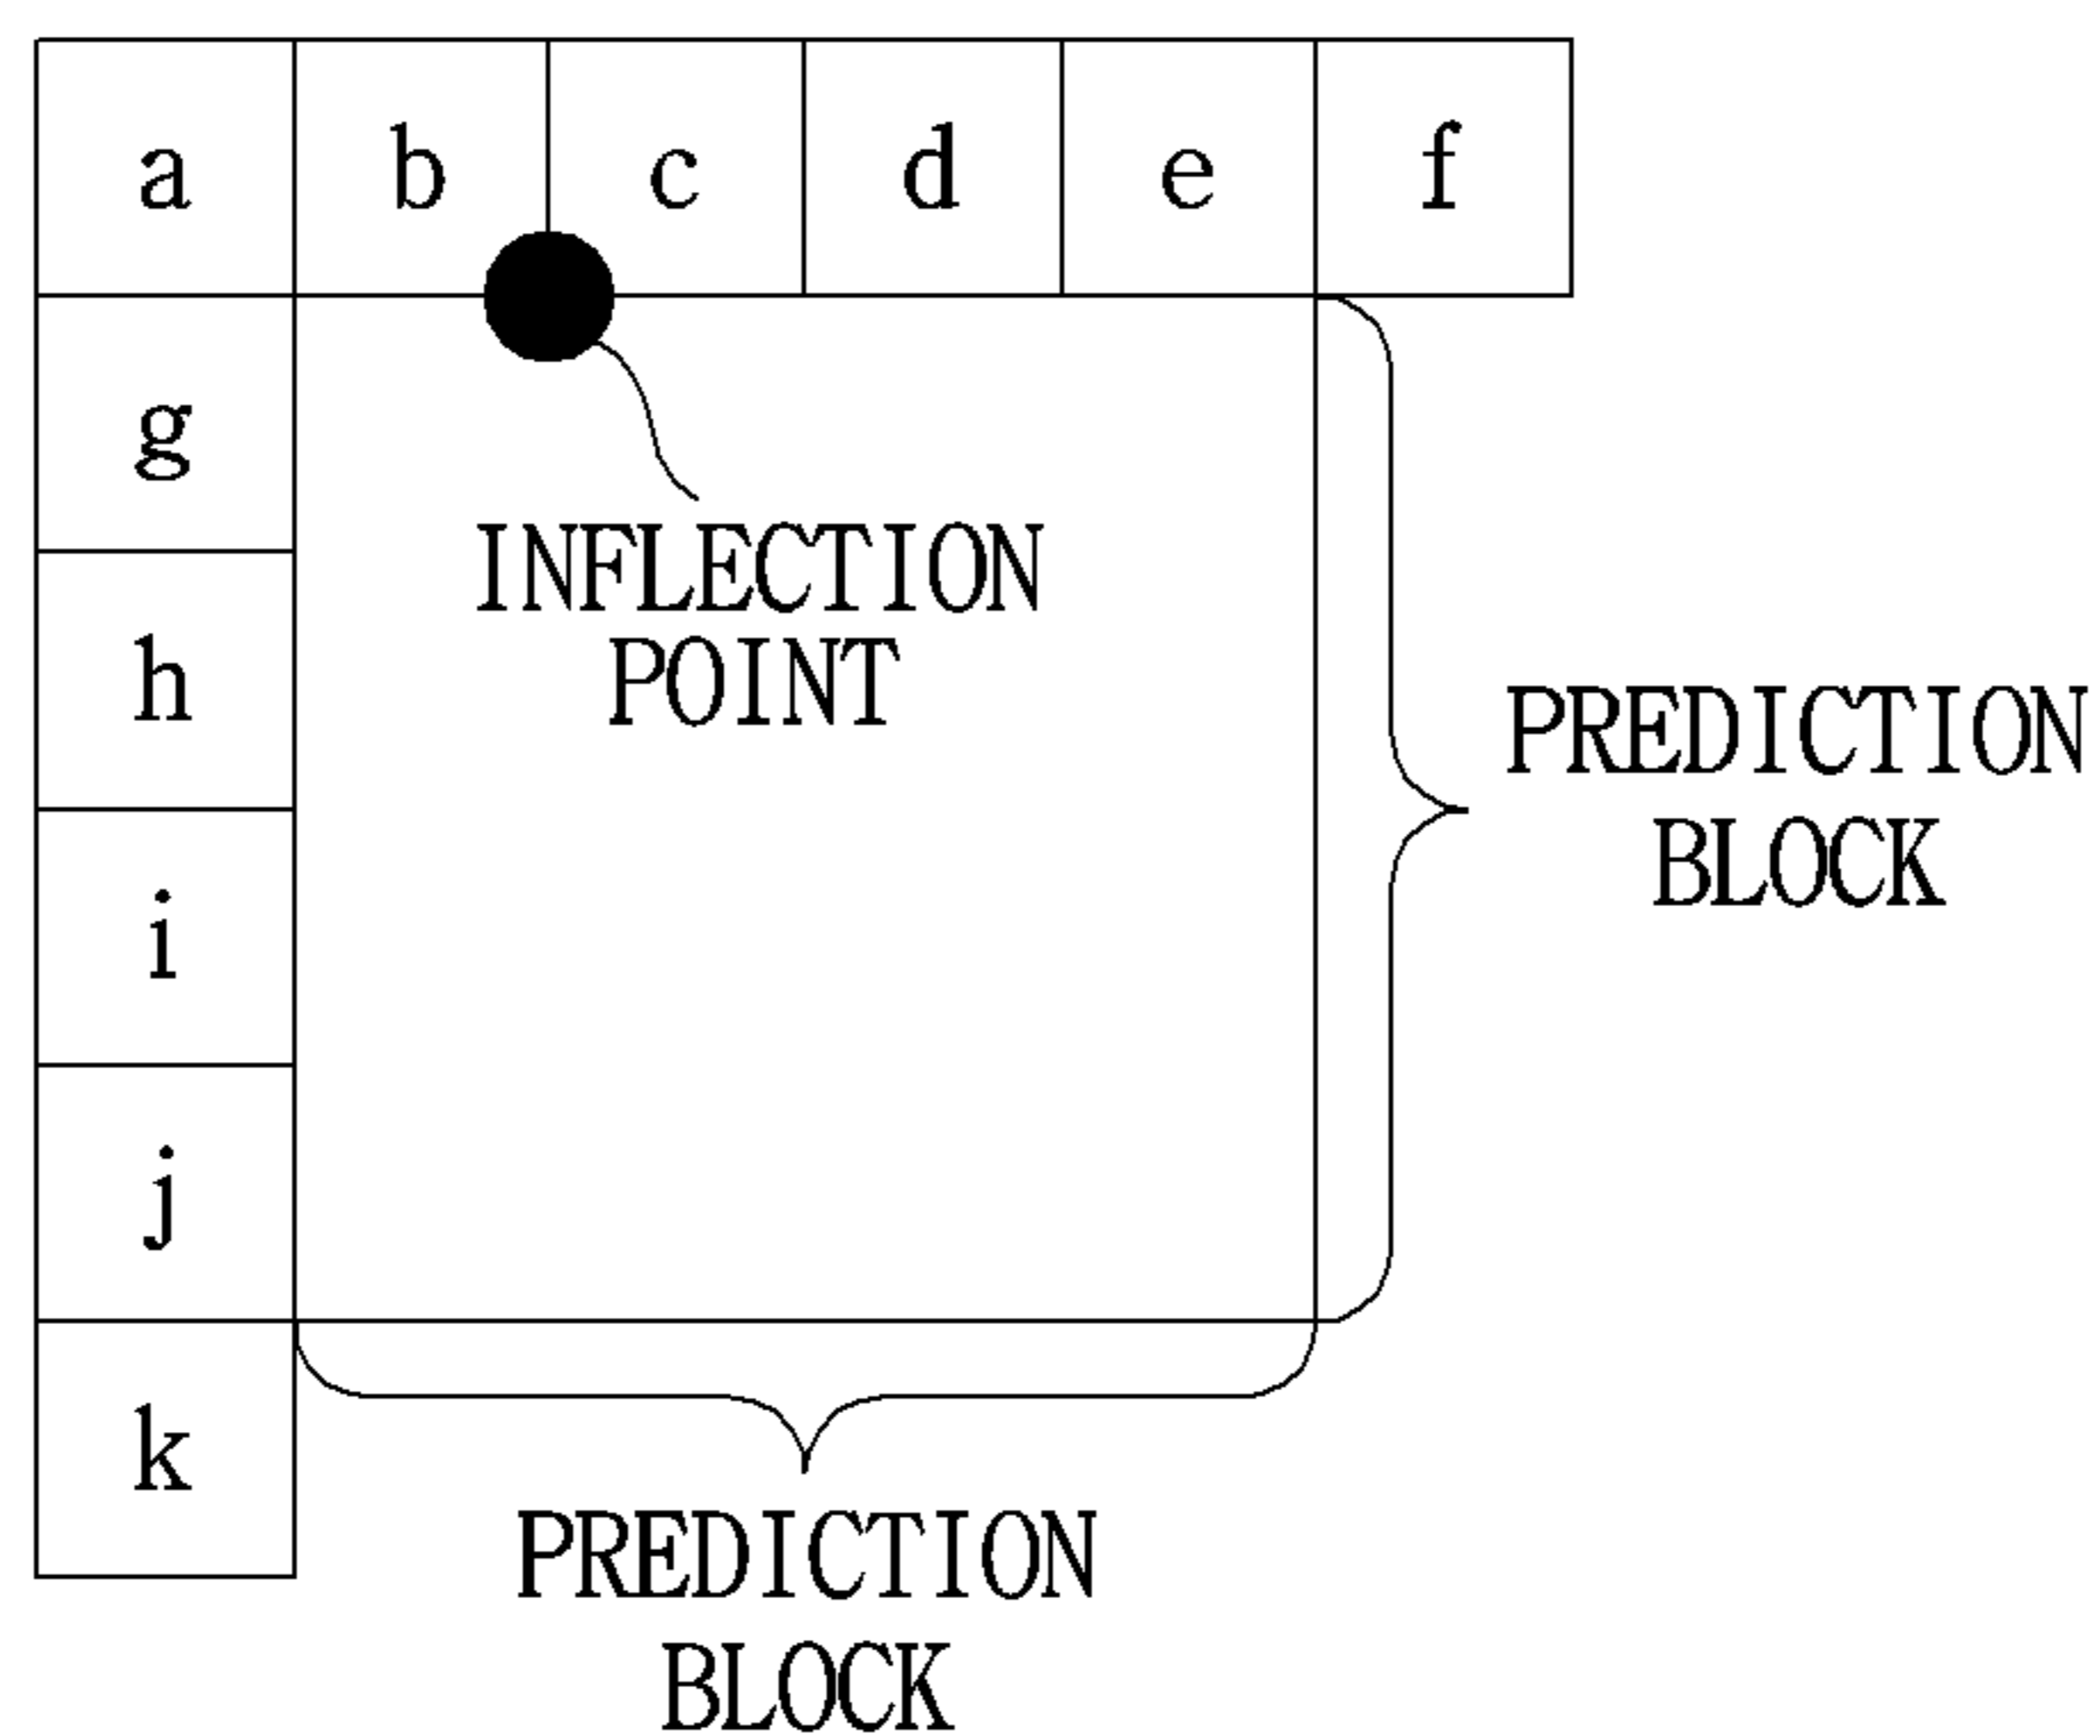 a b c d e f
g
INFLECTION
POINT
h
PREDICTION
BLOCK
i
j
k
PREDICTION
BLOCK